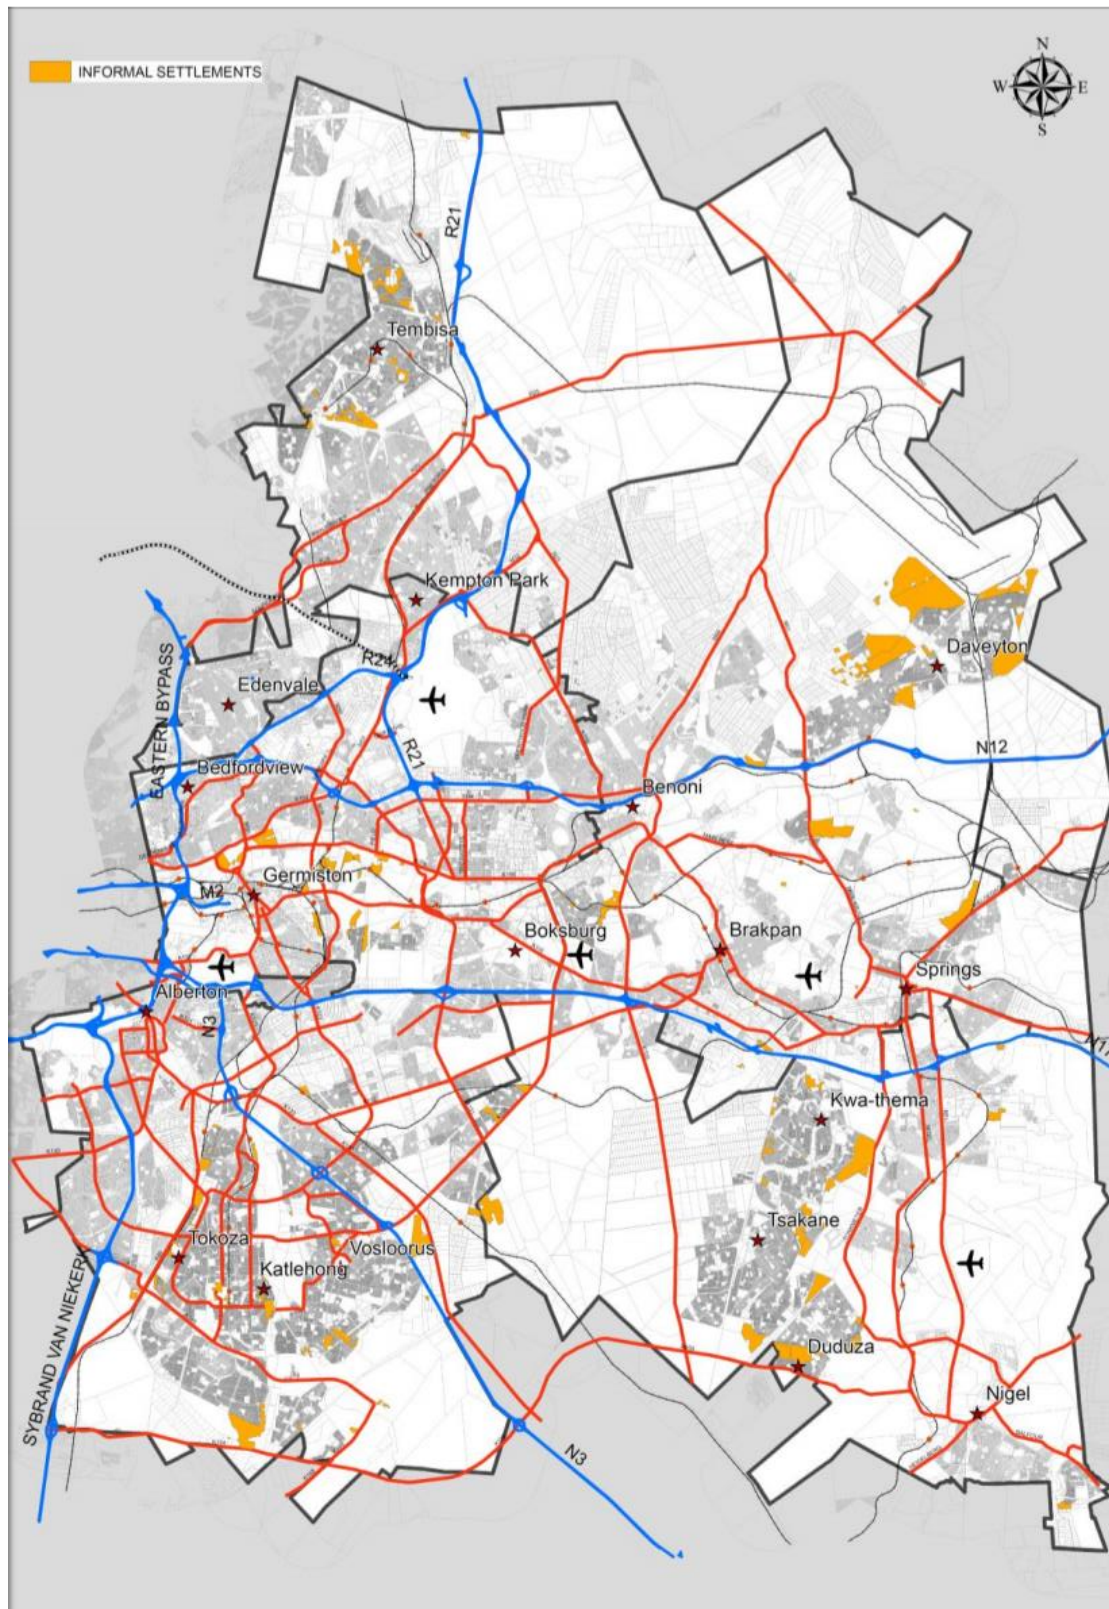 N
INFORMAL SETTLEMENTS
W
E
S
R21
Tembisa
Kempton Park
R24
Daveyton
EASTERN BYPASS
Edenvale
R21
N12
Bedfordview
Benoni
Germiston
M2
Boksburg
Brakpan
Springs
Alberton
N3
N17
Kwa-thema
Tsakane
Tokoza
Vosloorus
Katlehong
SYBRAND VAN NIEKERK
Duduza
Nigel
N3